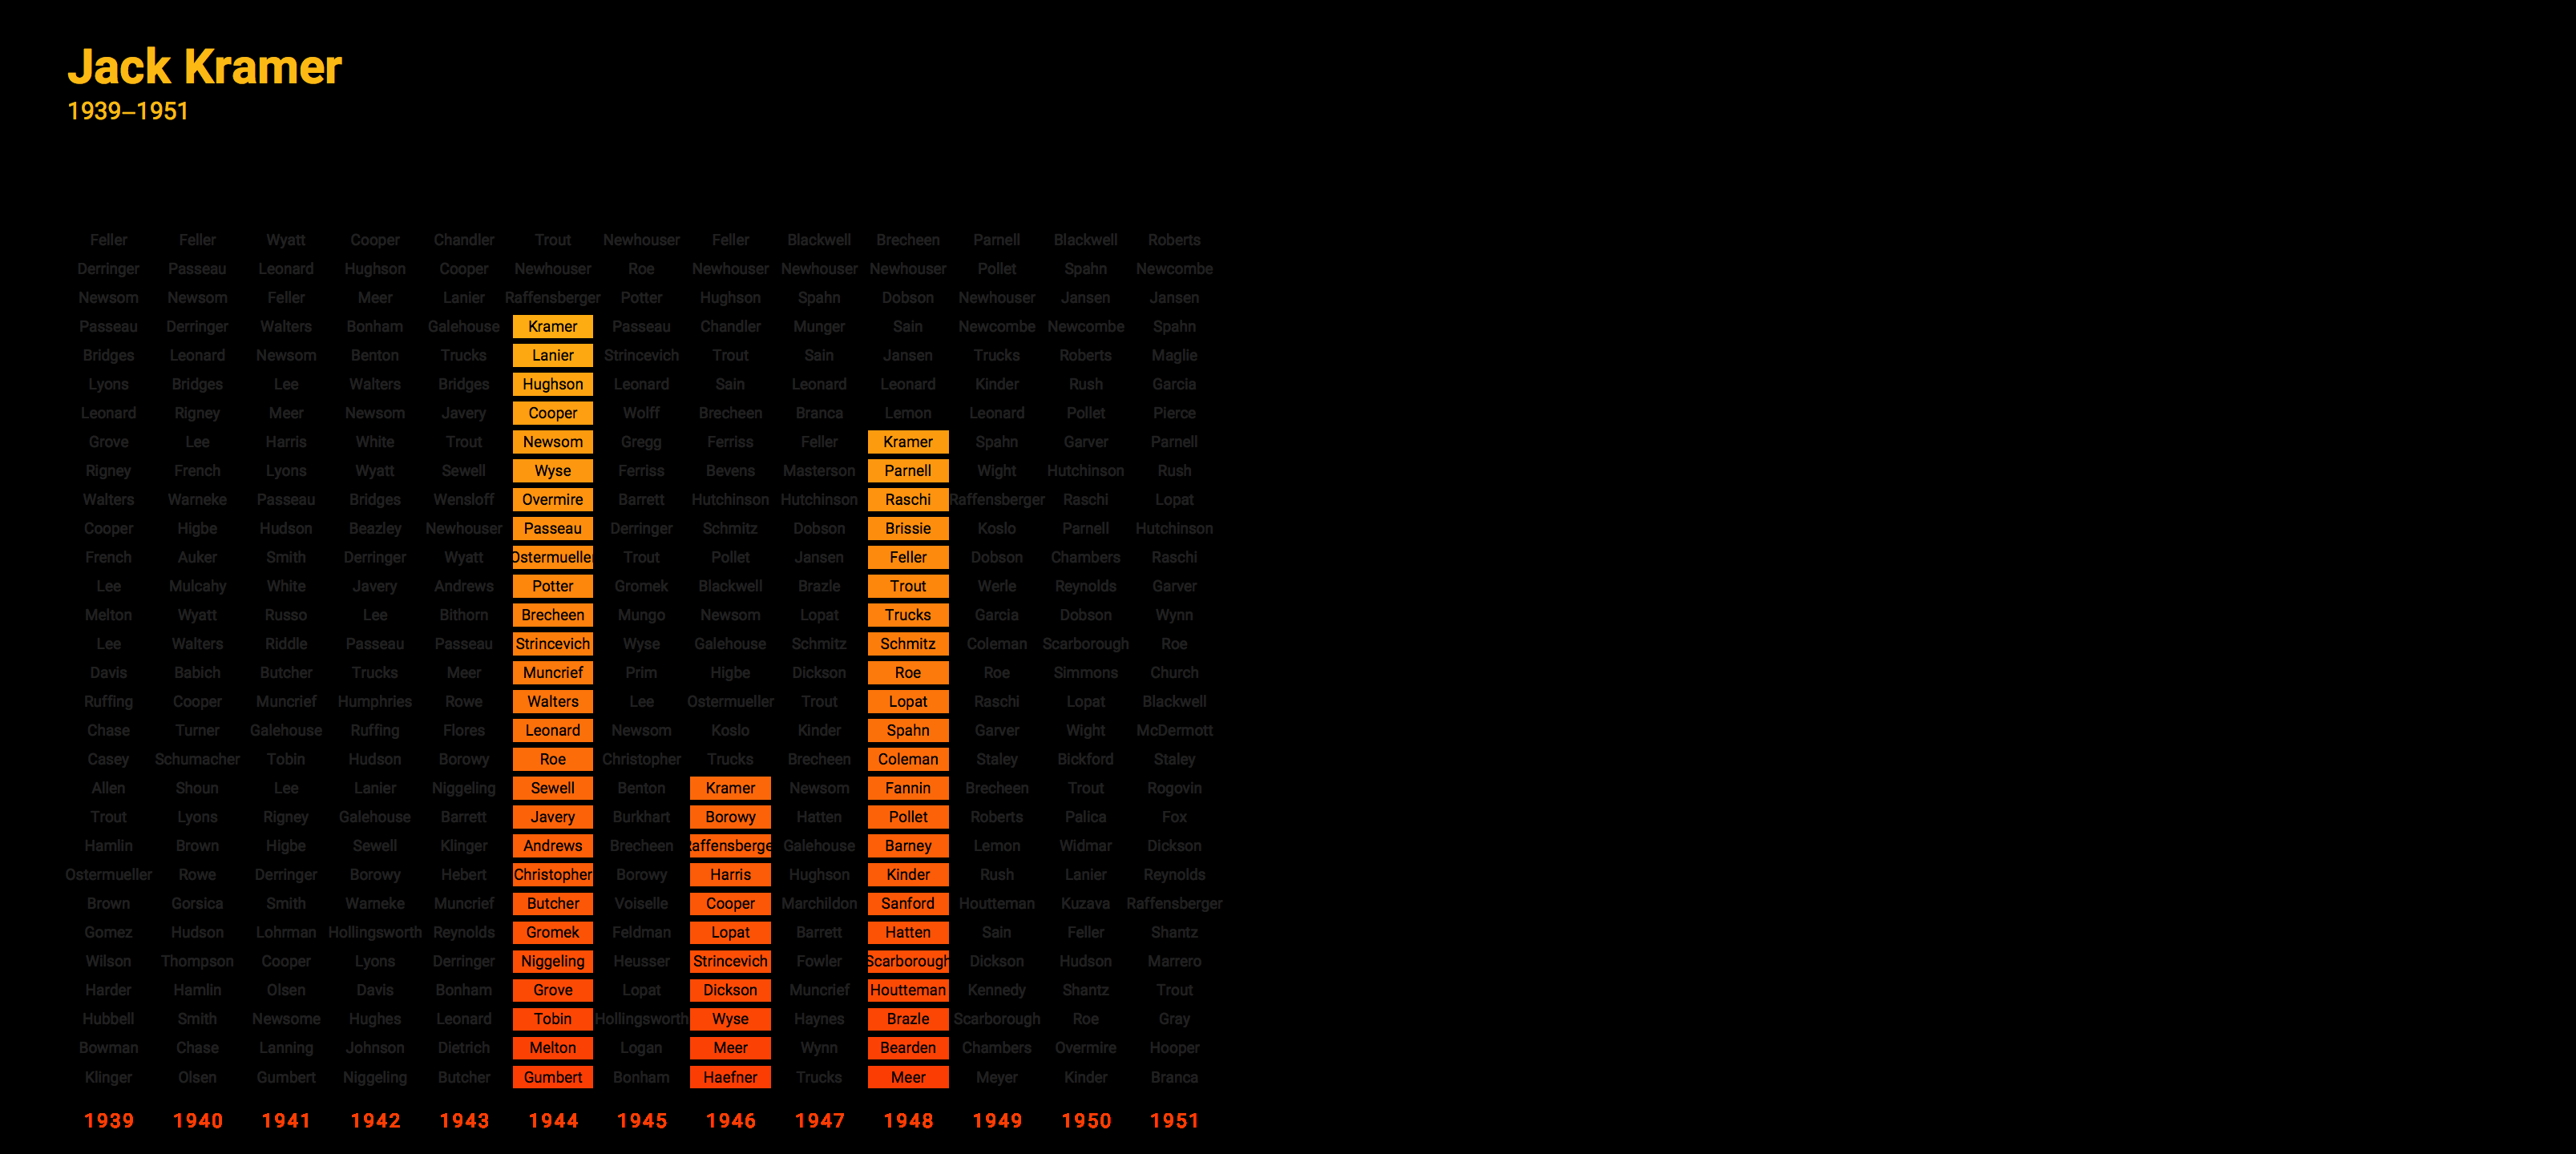 Jack Kramer
1939–1951
Feller Feller Wyatt Cooper Chandler Trout Newhouser Feller Blackwell Brecheen Parnell Blackwell Roberts
Derringer Passeau Leonard Hughson Cooper Newhouser Roe Newhouser Newhouser Newhouser Pollet Spahn Newcombe
Newsom Newsom Feller Meer Lanier Raffensberger Potter Hughson Spahn Dobson Newhouser Jansen Jansen
Passeau Derringer Walters Bonham Galehouse Kramer Passeau Chandler Munger Sain Newcombe Newcombe Spahn
Bridges Leonard Newsom Benton Trucks Lanier Strincevich Trout Sain Jansen Trucks Roberts Maglie
Lyons Bridges Lee Walters Bridges Hughson Leonard Sain Leonard Leonard Kinder Rush Garcia
Leonard Rigney Meer Newsom Javery Cooper Wolff Brecheen Branca Lemon Leonard Pollet Pierce
Grove Lee Harris White Trout Newsom Gregg Ferriss Feller Kramer Spahn Garver Parnell
Rigney French Lyons Wyatt Sewell Wyse Ferriss Bevens Masterson Parnell Wight Hutchinson Rush
Walters Warneke Passeau Bridges Wensloff Overmire Barrett Hutchinson Hutchinson Raschi Raffensberger Raschi Lopat
Cooper Higbe Hudson Beazley Newhouser Passeau Derringer Schmitz Dobson Brissie Koslo Parnell Hutchinson
French Auker Smith Derringer Wyatt Ostermueller Trout Pollet Jansen Feller Dobson Chambers Raschi
Lee Mulcahy White Javery Andrews Potter Gromek Blackwell Brazle Trout Werle Reynolds Garver
Melton Wyatt Russo Lee Bithorn Brecheen Mungo Newsom Lopat Trucks Garcia Dobson Wynn
Lee Walters Riddle Passeau Passeau Strincevich Wyse Galehouse Schmitz Schmitz Coleman Scarborough Roe
Davis Babich Butcher Trucks Meer Muncrief Prim Higbe Dickson Roe Roe Simmons Church
Ruffing Cooper Muncrief Humphries Rowe Walters Lee Ostermueller Trout Lopat Raschi Lopat Blackwell
Chase Turner Galehouse Ruffing Flores Leonard Newsom Koslo Kinder Spahn Garver Wight McDermott
Casey Schumacher Tobin Hudson Borowy Roe Christopher Trucks Brecheen Coleman Staley Bickford Staley
Allen Shoun Lee Lanier Niggeling Sewell Benton Kramer Newsom Fannin Brecheen Trout Rogovin
Trout Lyons Rigney Galehouse Barrett Javery Burkhart Borowy Hatten Pollet Roberts Palica Fox
Hamlin Brown Higbe Sewell Klinger Andrews Brecheen Raffensberger Galehouse Barney Lemon Widmar Dickson
Ostermueller Rowe Derringer Borowy Hebert Christopher Borowy Harris Hughson Kinder Rush Lanier Reynolds
Brown Gorsica Smith Warneke Muncrief Butcher Voiselle Cooper Marchildon Sanford Houtteman Kuzava Raffensberger
Gomez Hudson Lohrman Hollingsworth Reynolds Gromek Feldman Lopat Barrett Hatten Sain Feller Shantz
Wilson Thompson Cooper Lyons Derringer Niggeling Heusser Strincevich Fowler Scarborough Dickson Hudson Marrero
Harder Hamlin Olsen Davis Bonham Grove Lopat Dickson Muncrief Houtteman Kennedy Shantz Trout
Hubbell Smith Newsome Hughes Leonard Tobin Hollingsworth Wyse Haynes Brazle Scarborough Roe Gray
Bowman Chase Lanning Johnson Dietrich Melton Logan Meer Wynn Bearden Chambers Overmire Hooper
Klinger Olsen Gumbert Niggeling Butcher Gumbert Bonham Haefner Trucks Meer Meyer Kinder Branca
1939 1940 1941 1942 1943 1944 1945 1946 1947 1948 1949 1950 1951